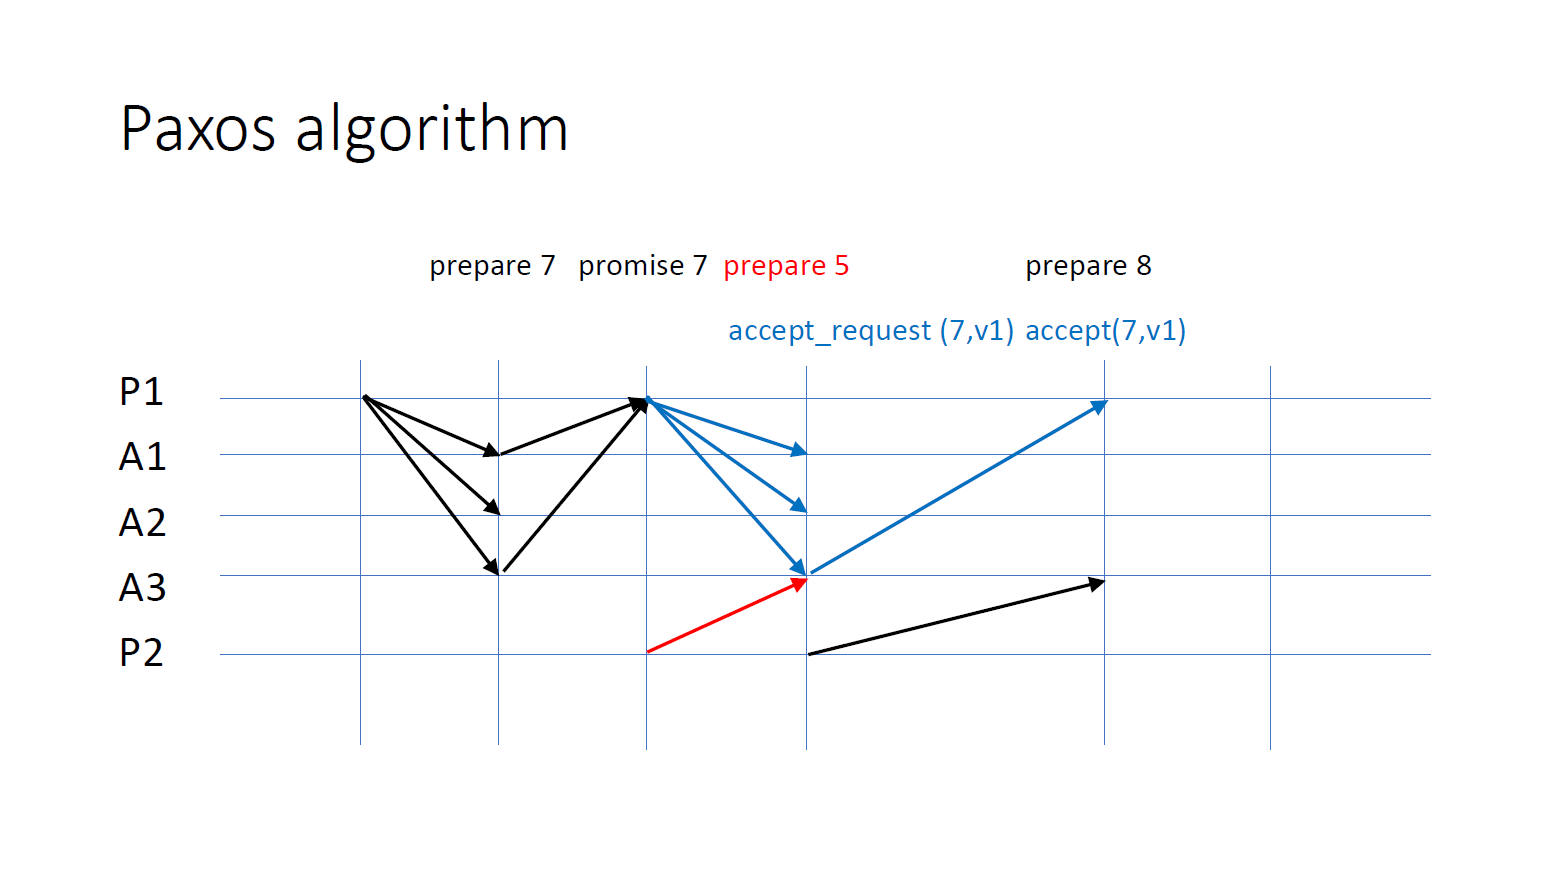 Paxos algorithm
prepare 7 promise 7 prepare 5 prepare 8
accept_request (7,v1) accept(7,v1)
P1
A1
A2
A3
P2